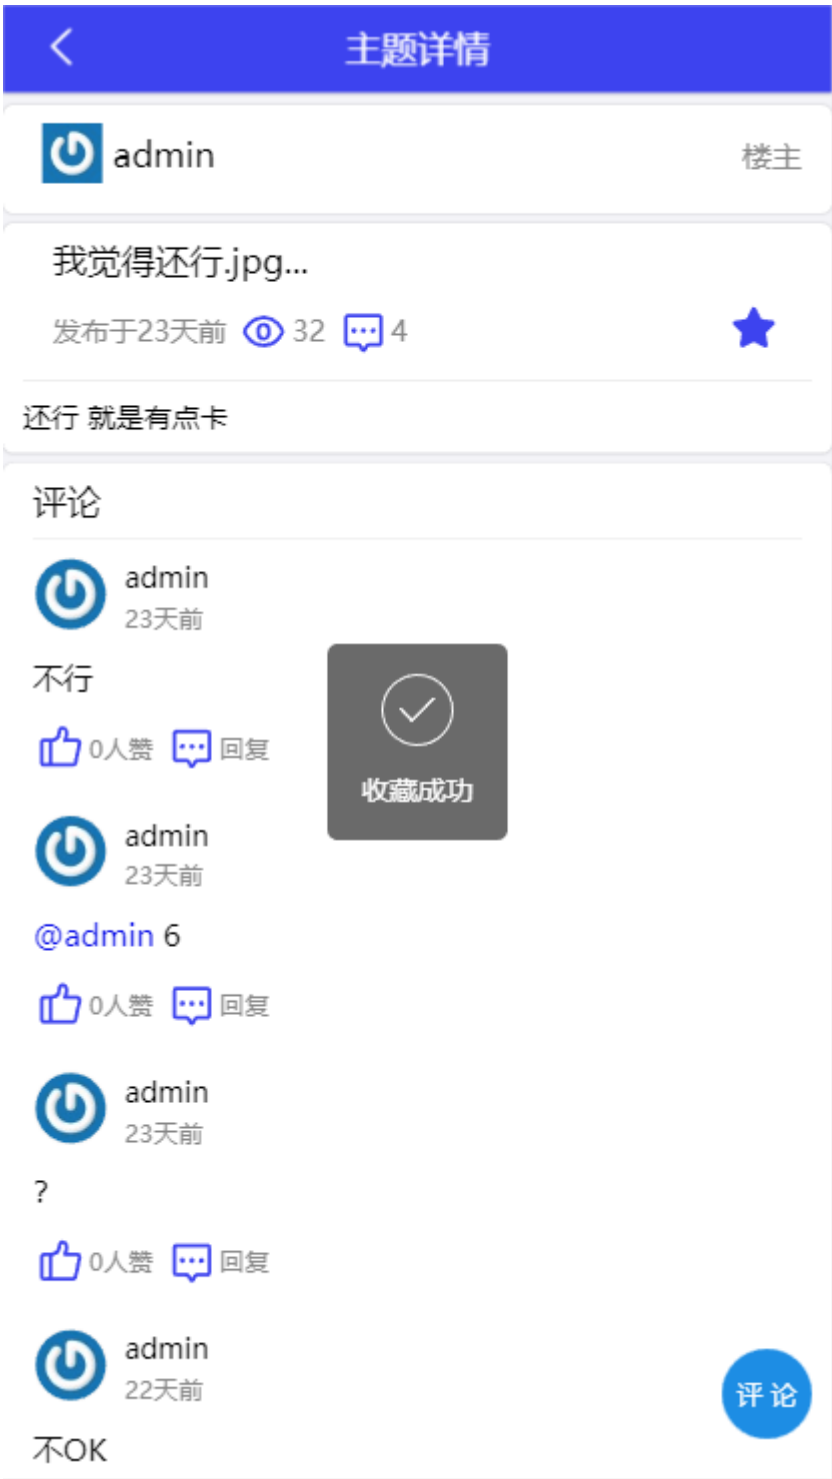 主题详情
admin 楼主
我觉得还行.jpg...
发布于23天前 32 4
还行 就是有点卡
评论
admin
23天前
不行
0人赞 回复
收藏成功
admin
23天前
@admin 6
0人赞 回复
admin
23天前
?
0人赞 回复
admin
22天前
评论
不OK